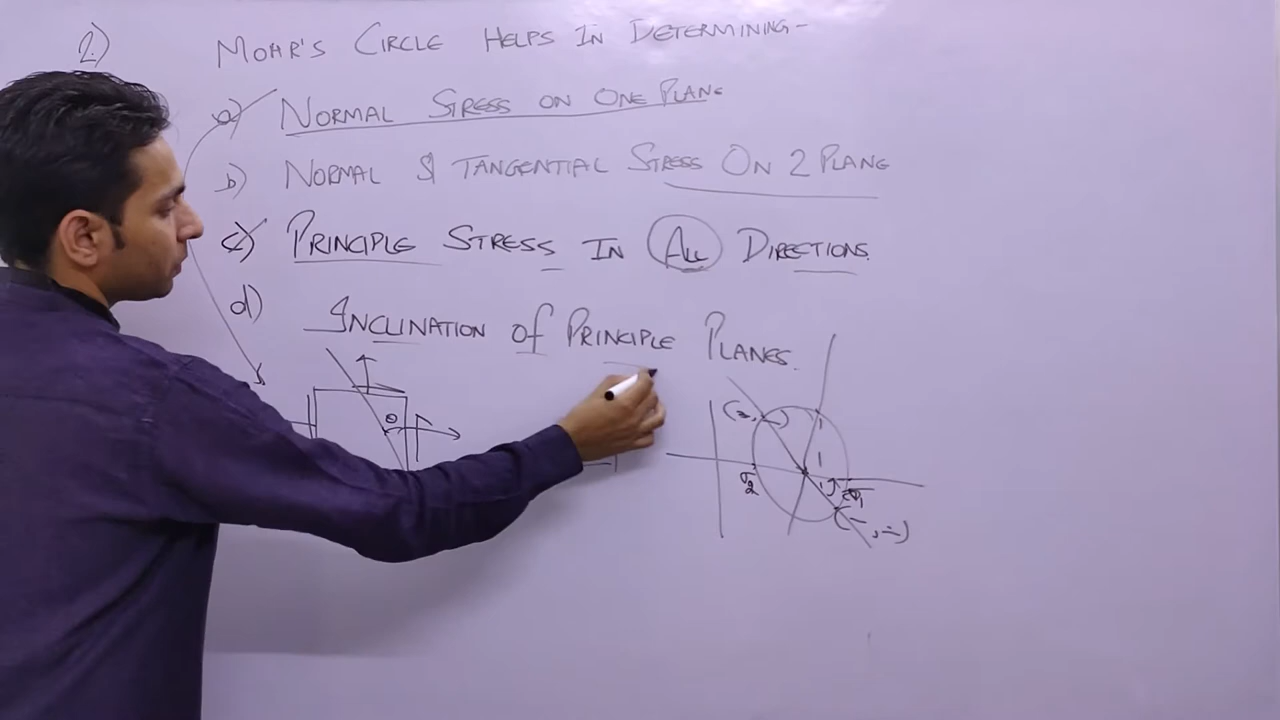 2.) MOHR'S CIRCLE HELPS IN DETERMINING-
a) NORMAL STRESS ON ONE PLANE
b) NORMAL & TANGENTIAL STRESS ON 2 PLANE
c) PRINCIPLE STRESS IN ALL DIRECTIONS.
d) INCLINATION OF PRINCIPLE PLANES.
θ
σ2